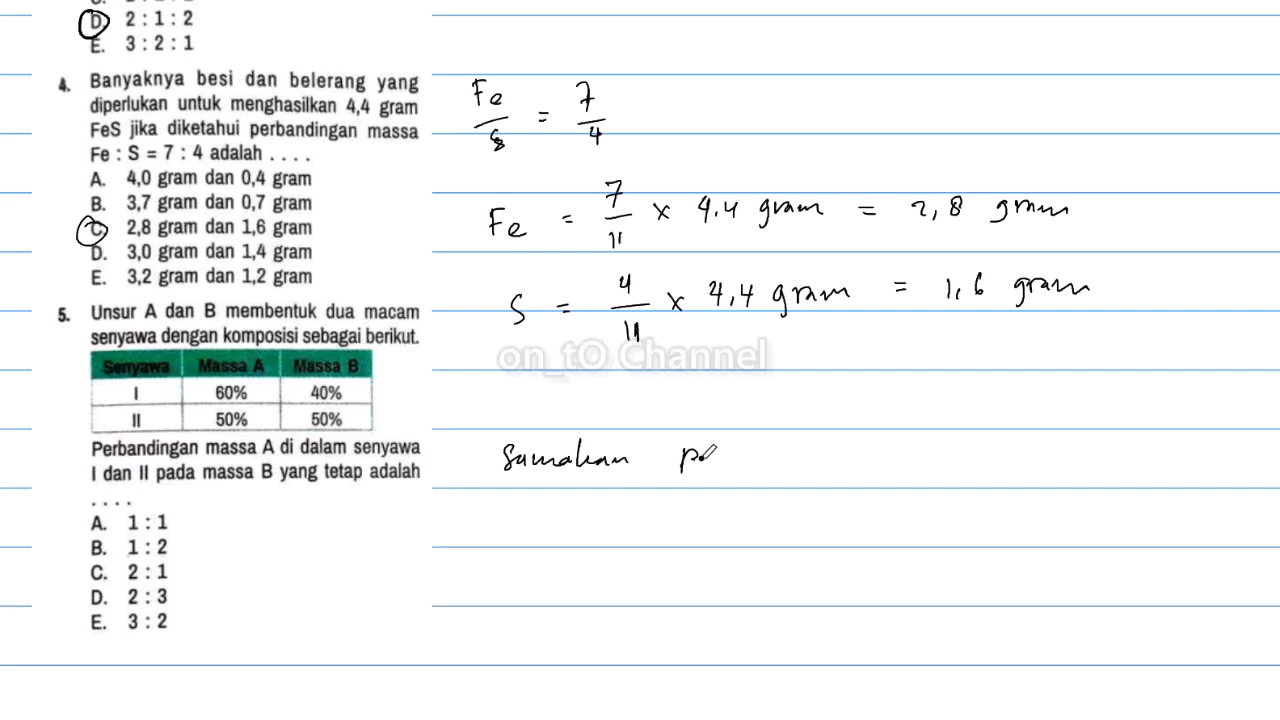 D. 2 : 1 : 2
E. 3 : 2 : 1
4. Banyaknya besi dan belerang yang
diperlukan untuk menghasilkan 4,4 gram
FeS jika diketahui perbandingan massa
Fe : S = 7 : 4 adalah . . . .
A. 4,0 gram dan 0,4 gram
B. 3,7 gram dan 0,7 gram
C. 2,8 gram dan 1,6 gram
D. 3,0 gram dan 1,4 gram
E. 3,2 gram dan 1,2 gram
5. Unsur A dan B membentuk dua macam
senyawa dengan komposisi sebagai berikut.
Senyawa Massa A Massa B
I 60% 40%
II 50% 50%
Perbandingan massa A di dalam senyawa
I dan II pada massa B yang tetap adalah
. . . .
A. 1 : 1
B. 1 : 2
C. 2 : 1
D. 2 : 3
E. 3 : 2
Fe/S = 7/4
Fe = 7/11 × 4.4 gram = 2,8 gram
S = 4/11 × 4,4 gram = 1,6 gram
on_tO Channel
Samakan